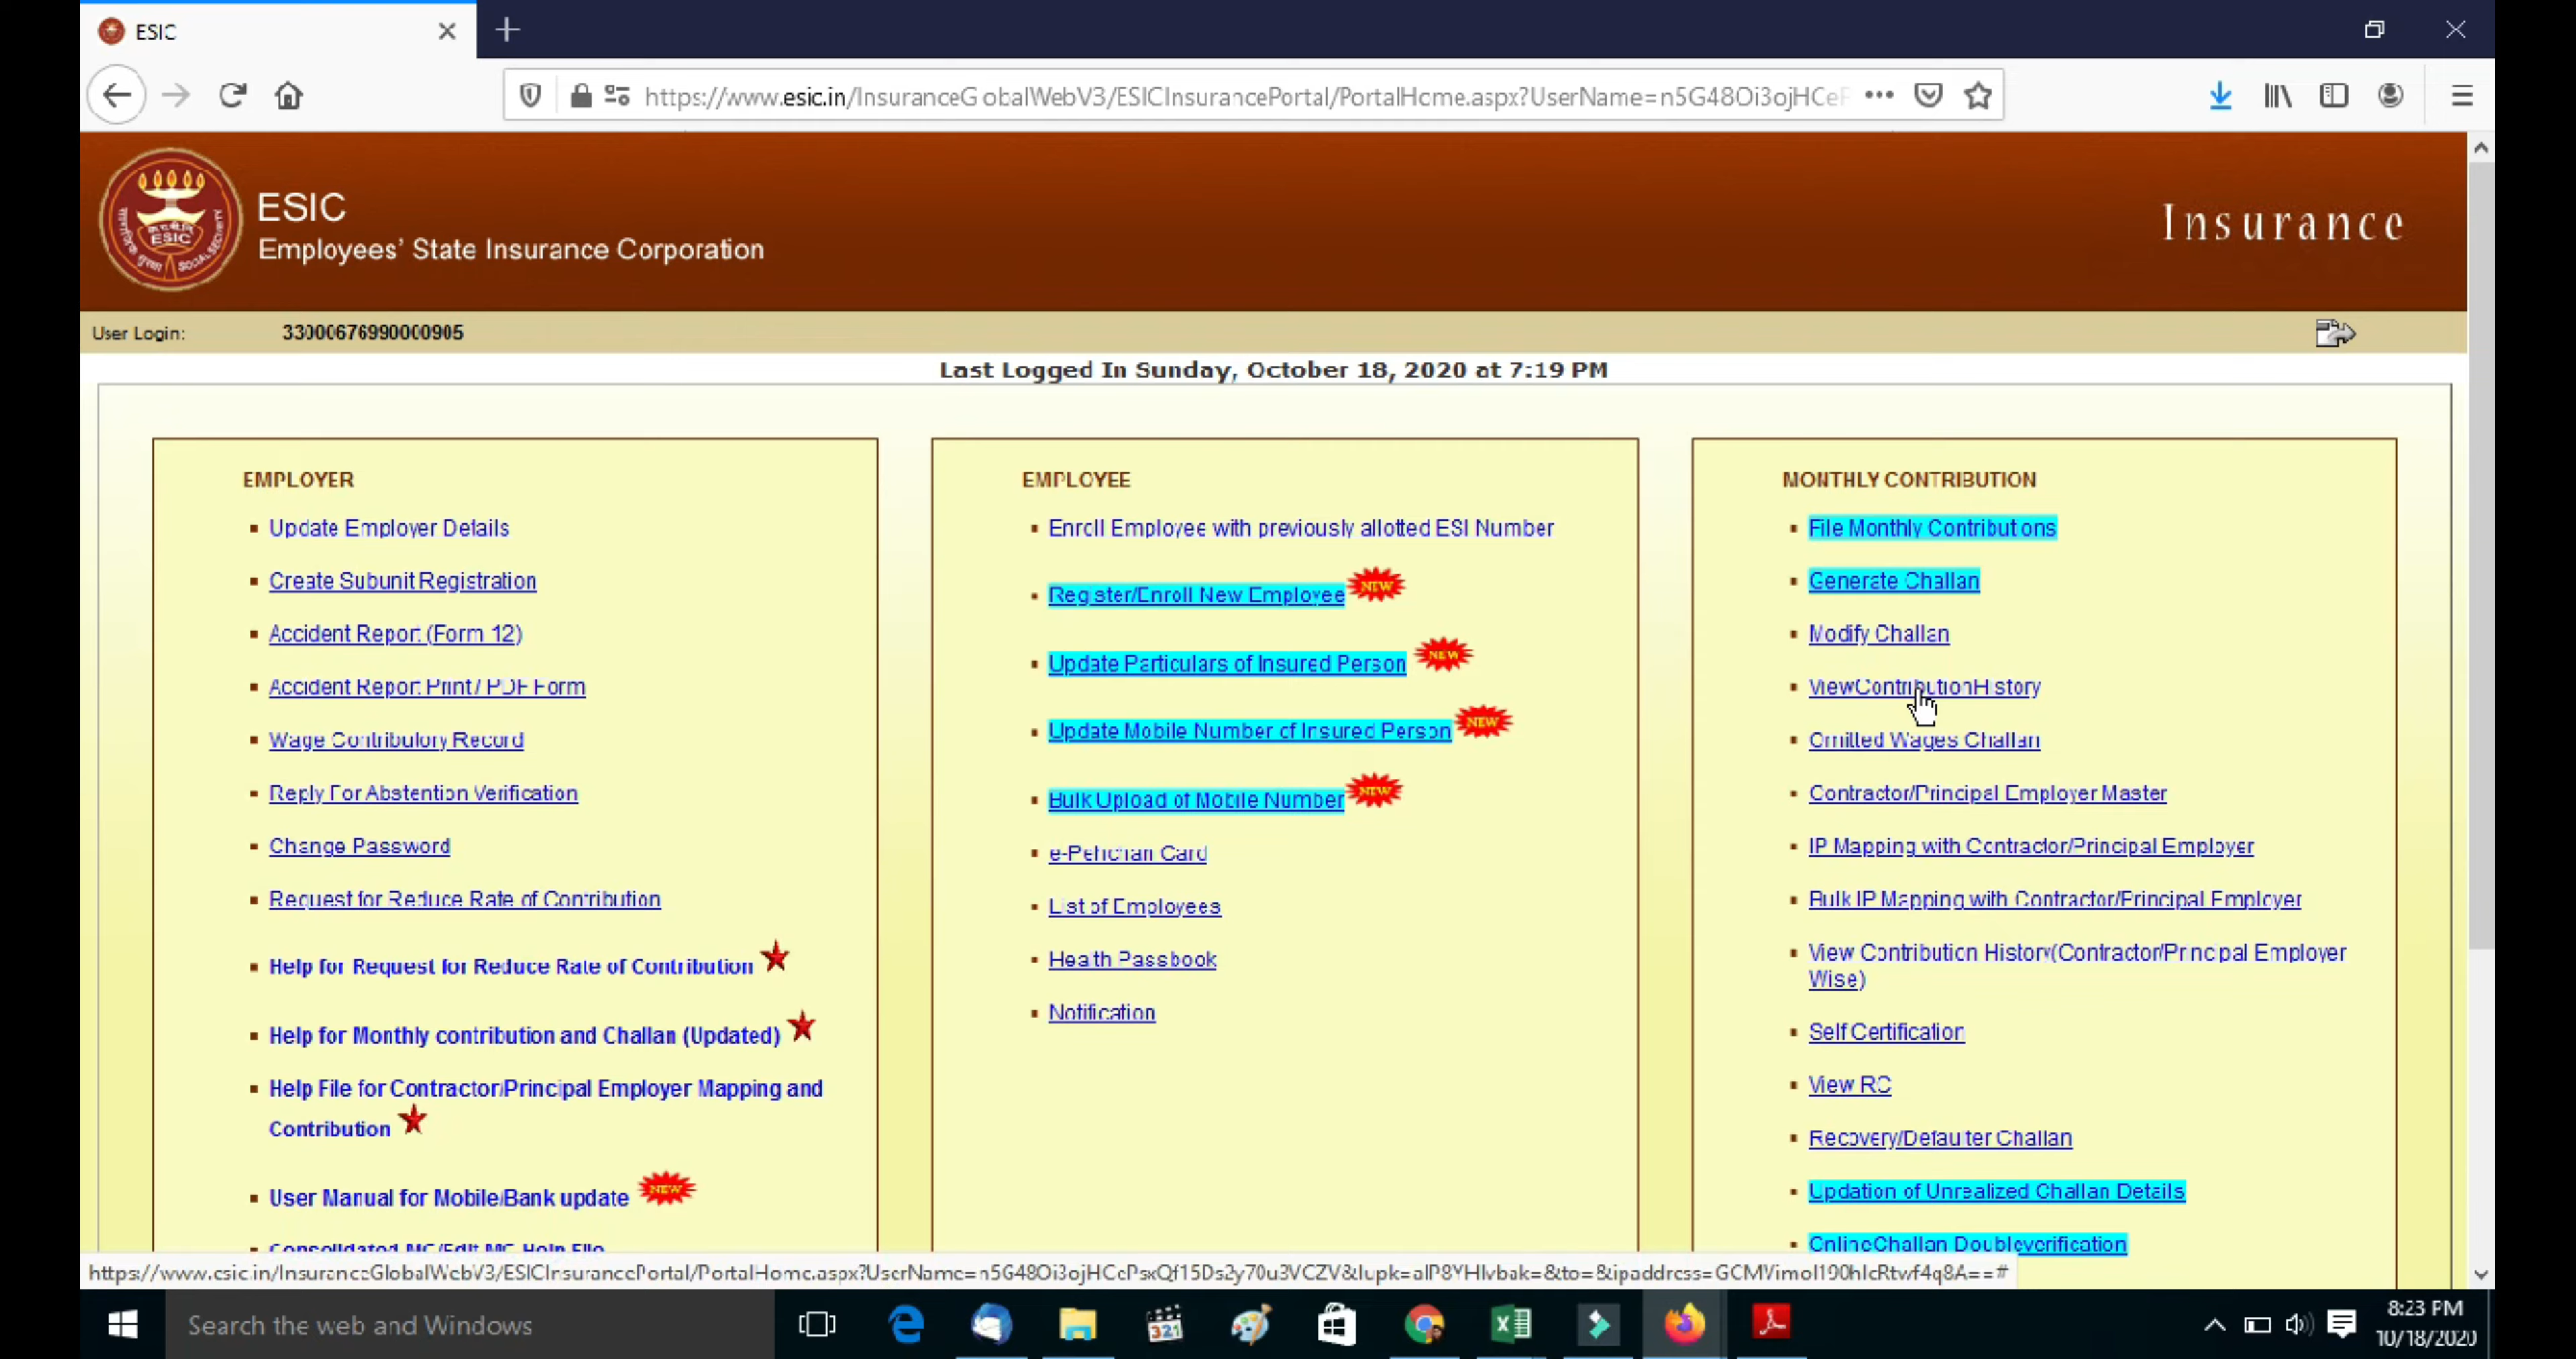 ESIC
https://www.esic.in/InsuranceGlobalWebV3/ESICInsurancePortal/PortalHome.aspx?UserName=n5G48Oi3ojHCeP
ESIC
Employees' State Insurance Corporation
Insurance
User Login: 33000676990000905
Last Logged In Sunday, October 18, 2020 at 7:19 PM
EMPLOYER
Update Employer Details
Create Subunit Registration
Accident Report (Form 12)
Accident Report Print / PDF Form
Wage Contributory Record
Reply For Abstention Verification
Change Password
Request for Reduce Rate of Contribution
Help for Request for Reduce Rate of Contribution
Help for Monthly contribution and Challan (Updated)
Help File for Contractor/Principal Employer Mapping and
Contribution
User Manual for Mobile/Bank update NEW
Consolidated MC/Edit MC Help File
EMPLOYEE
Enroll Employee with previously allotted ESI Number
Register/Enroll New Employee NEW
Update Particulars of Insured Person NEW
Update Mobile Number of Insured Person NEW
Bulk Upload of Mobile Number NEW
e-Pehchan Card
List of Employees
Health Passbook
Notification
MONTHLY CONTRIBUTION
File Monthly Contributions
Generate Challan
Modify Challan
ViewContributionHistory
Omitted Wages Challan
Contractor/Principal Employer Master
IP Mapping with Contractor/Principal Employer
Bulk IP Mapping with Contractor/Principal Employer
View Contribution History(Contractor/Principal Employer
Wise)
Self Certification
View RC
Recovery/Defaulter Challan
Updation of Unrealized Challan Details
OnlineChallan Doubleverification
Search the web and Windows
321
8:23 PM
10/18/2020